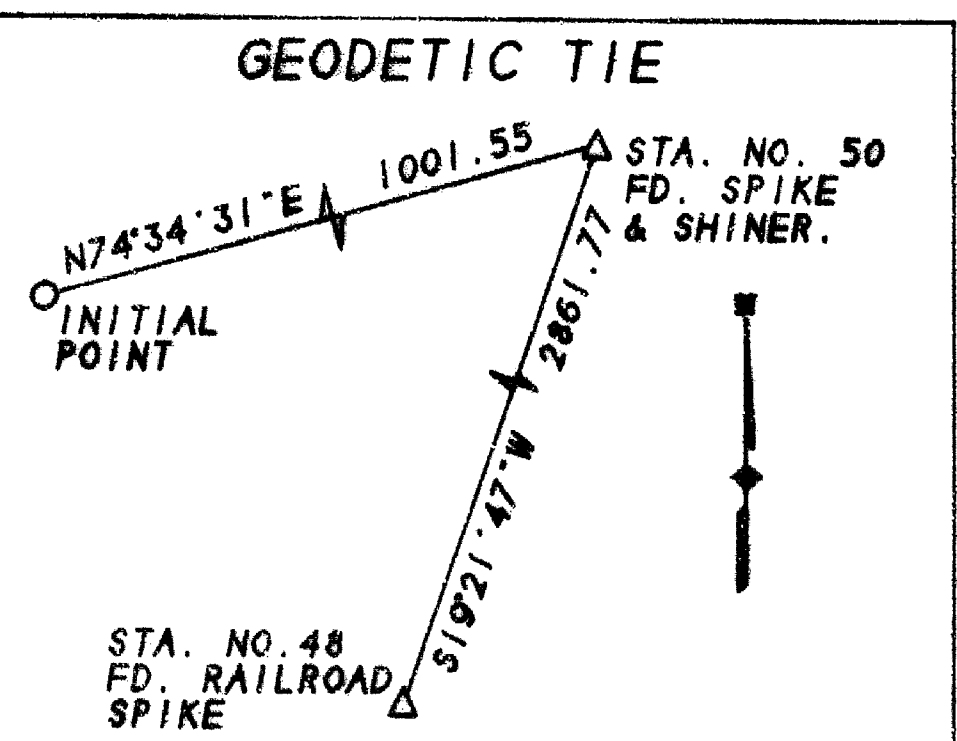 GEODETIC TIE
N74°34'31"E 1001.55
STA. NO. 50
FD. SPIKE
& SHINER.
INITIAL
POINT
S19°21'47"W 2861.77
STA. NO.48
FD. RAILROAD
SPIKE